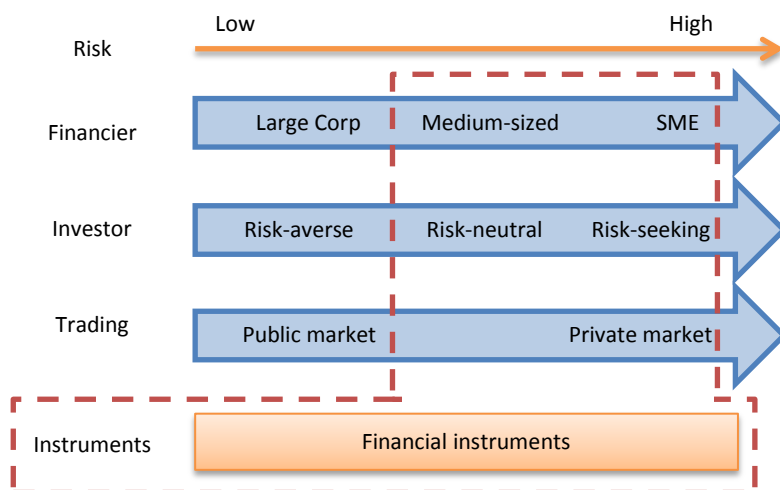 Low High
Risk
Financier Large Corp Medium-sized SME
Investor Risk-averse Risk-neutral Risk-seeking
Trading Public market Private market
Instruments Financial instruments